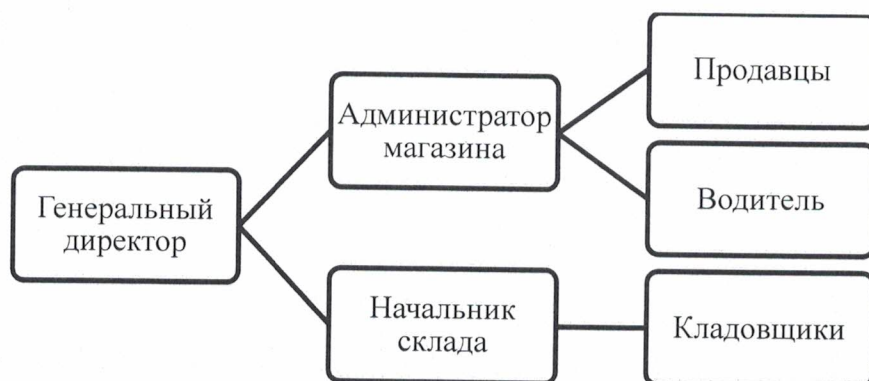 Генеральный
директор
Администратор
магазина
Начальник
склада
Продавцы
Водитель
Кладовщики